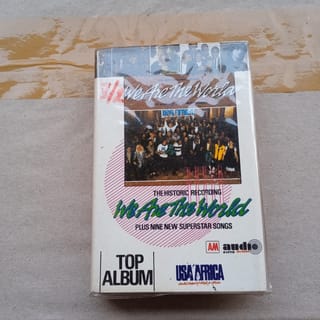 We Are The World
THE HISTORIC RECORDING
We Are The World
PLUS NINE NEW SUPERSTAR SONGS
AM
audio
TOP
ALBUM
USA AFRICA